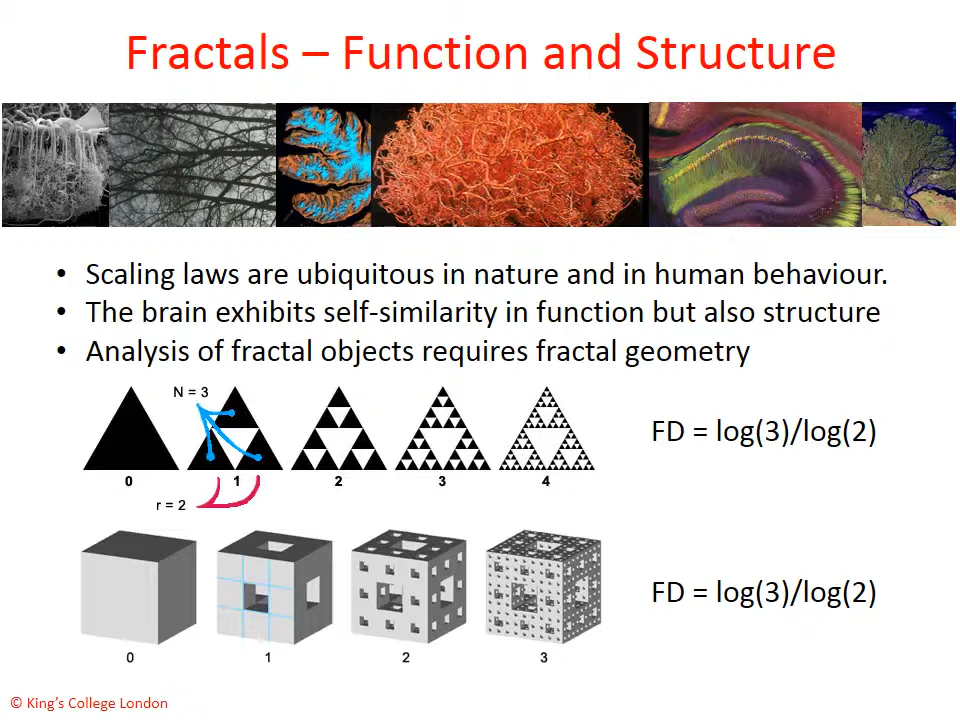 Fractals – Function and Structure
• Scaling laws are ubiquitous in nature and in human behaviour.
• The brain exhibits self-similarity in function but also structure
• Analysis of fractal objects requires fractal geometry
N = 3
FD = log(3)/log(2)
0 1 2 3 4
r = 2
FD = log(3)/log(2)
0 1 2 3
© King's College London